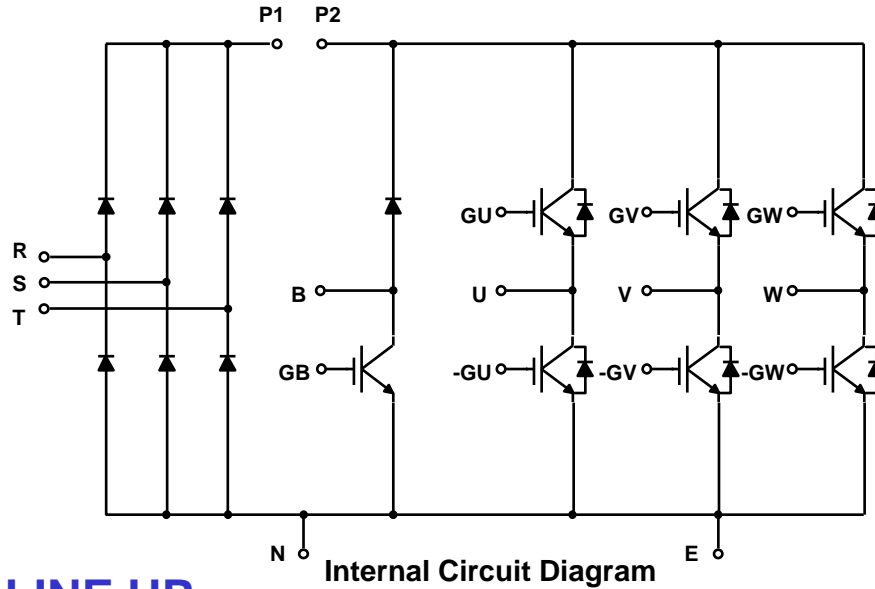 P1 P2
GU GV GW
R
S
T
B U V W
GB -GU -GV -GW
N E
Internal Circuit Diagram